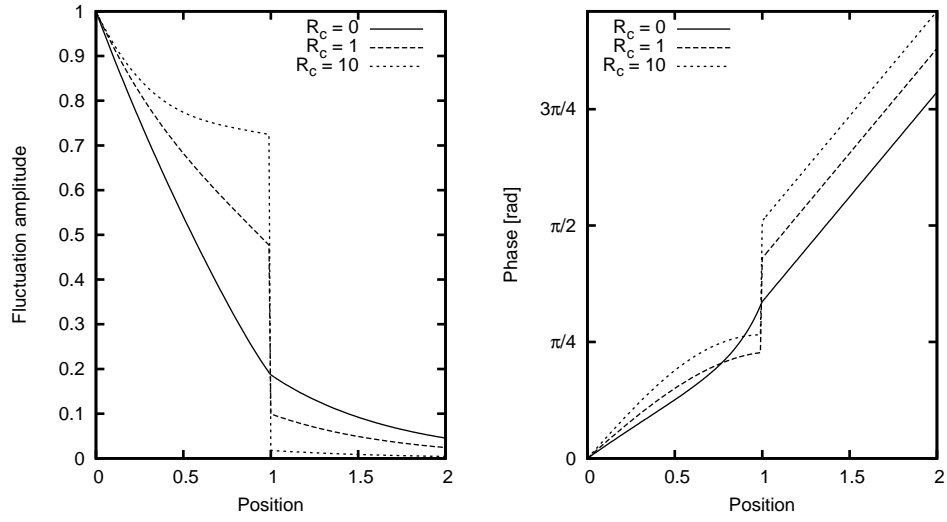 1
0.9
0.8
0.7
0.6
0.5
0.4
0.3
0.2
0.1
0
Fluctuation amplitude
R_c = 0
R_c = 1
R_c = 10
0 0.5 1 1.5 2
Position
3π/4
π/2
π/4
0
Phase [rad]
R_c = 0
R_c = 1
R_c = 10
0 0.5 1 1.5 2
Position